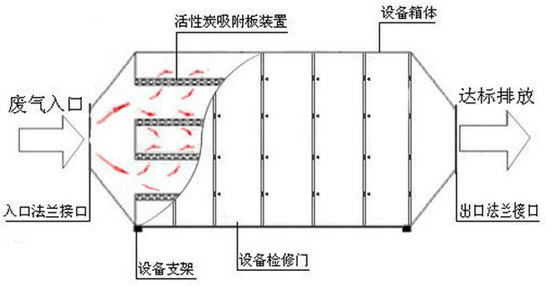 活性炭吸附板装置
设备箱体
废气入口
达标排放
入口法兰接口
出口法兰接口
设备支架
设备检修门